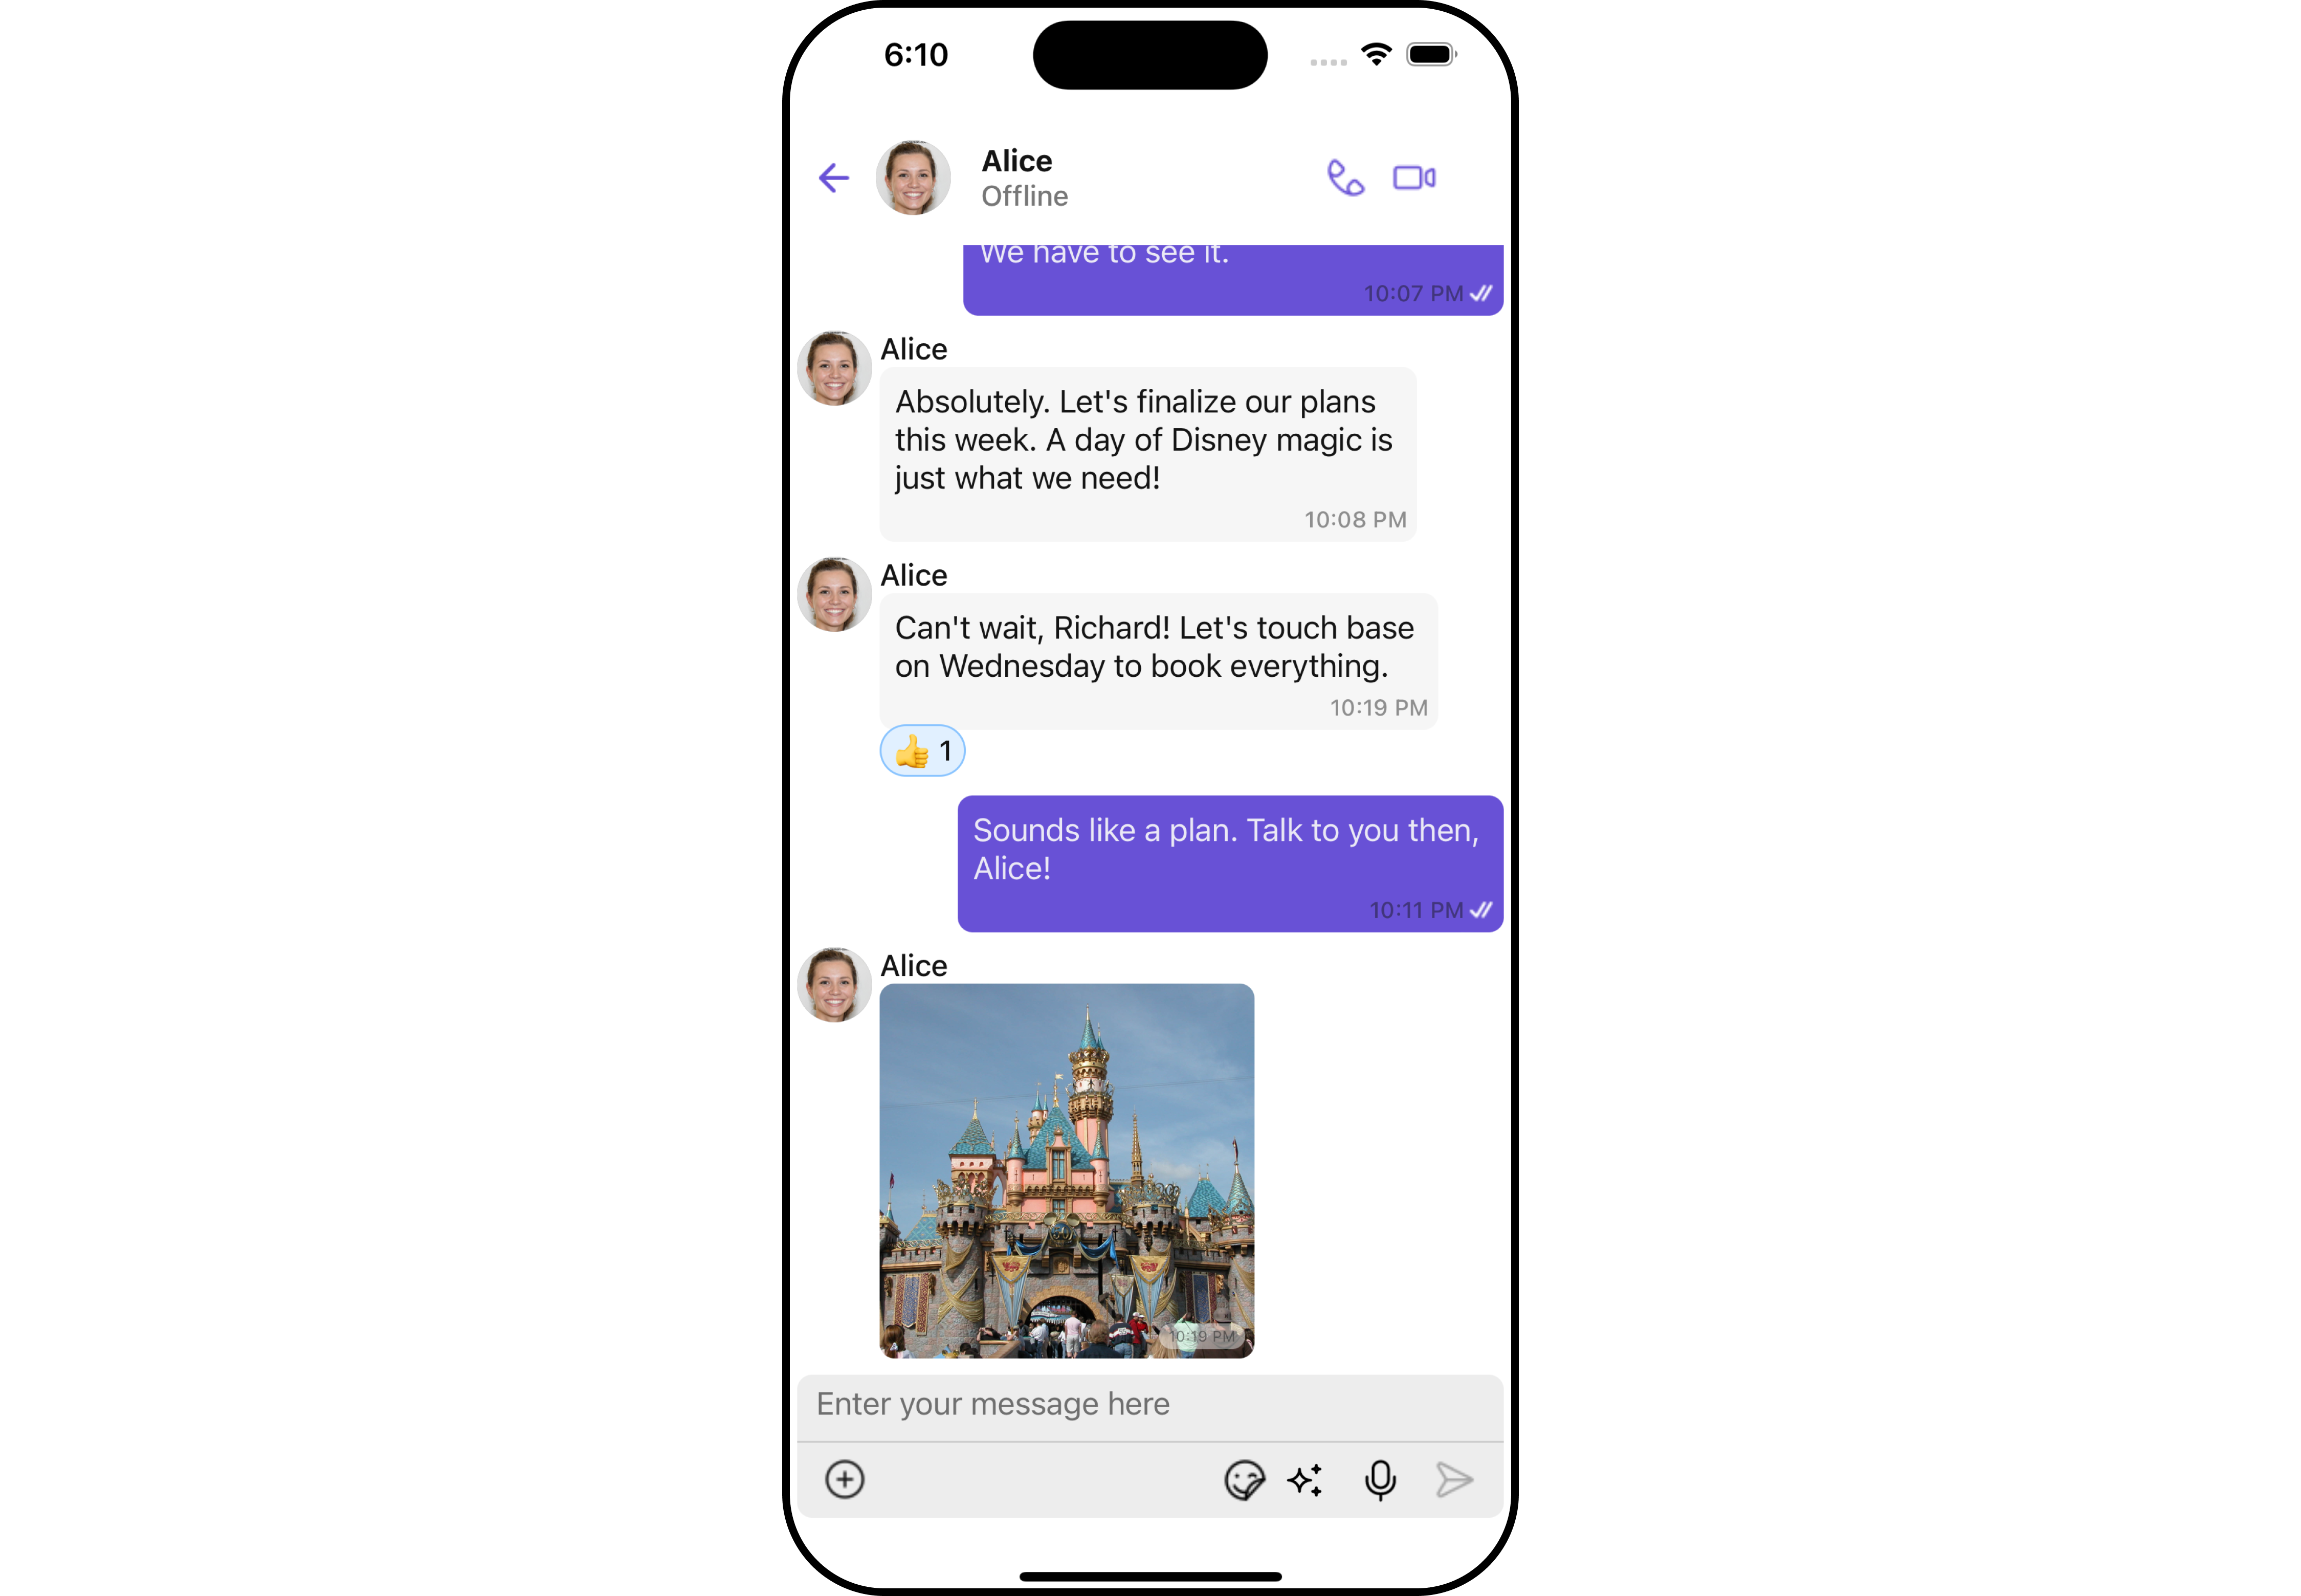 6:10
Alice
Offline
We have to see it.
10:07 PM
Alice
Absolutely. Let's finalize our plans
this week. A day of Disney magic is
just what we need!
10:08 PM
Alice
Can't wait, Richard! Let's touch base
on Wednesday to book everything.
10:19 PM
👍 1
Sounds like a plan. Talk to you then,
Alice!
10:11 PM
Alice
10:19 PM
Enter your message here